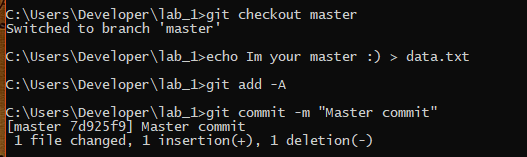 C:\Users\Developer\lab_1>git checkout master
Switched to branch 'master'
C:\Users\Developer\lab_1>echo Im your master :) > data.txt
C:\Users\Developer\lab_1>git add -A
C:\Users\Developer\lab_1>git commit -m "Master commit"
[master 7d925f9] Master commit
 1 file changed, 1 insertion(+), 1 deletion(-)